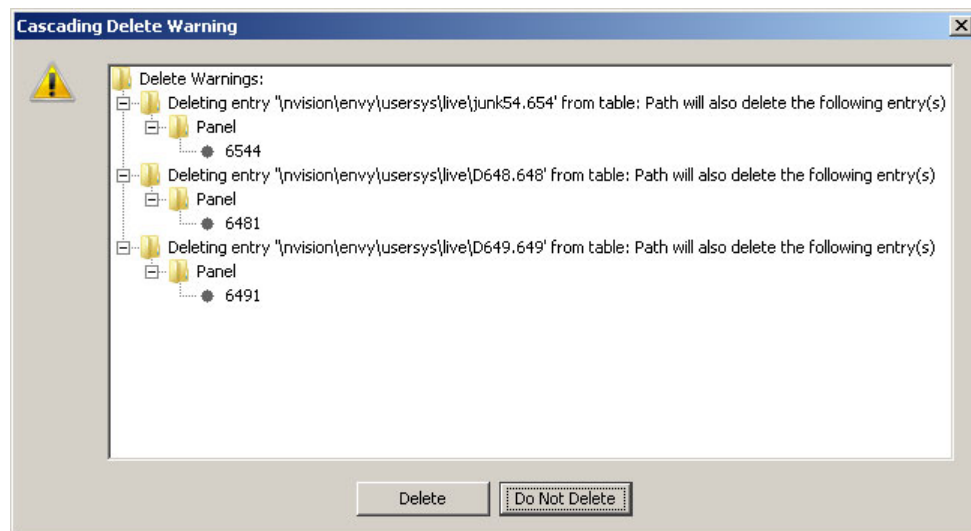 Cascading Delete Warning
Delete Warnings:
Deleting entry "\nvision\envy\usersys\live\junk54.654' from table: Path will also delete the following entry(s)
Panel
6544
Deleting entry "\nvision\envy\usersys\live\D648.648' from table: Path will also delete the following entry(s)
Panel
6481
Deleting entry "\nvision\envy\usersys\live\D649.649' from table: Path will also delete the following entry(s)
Panel
6491
Delete Do Not Delete